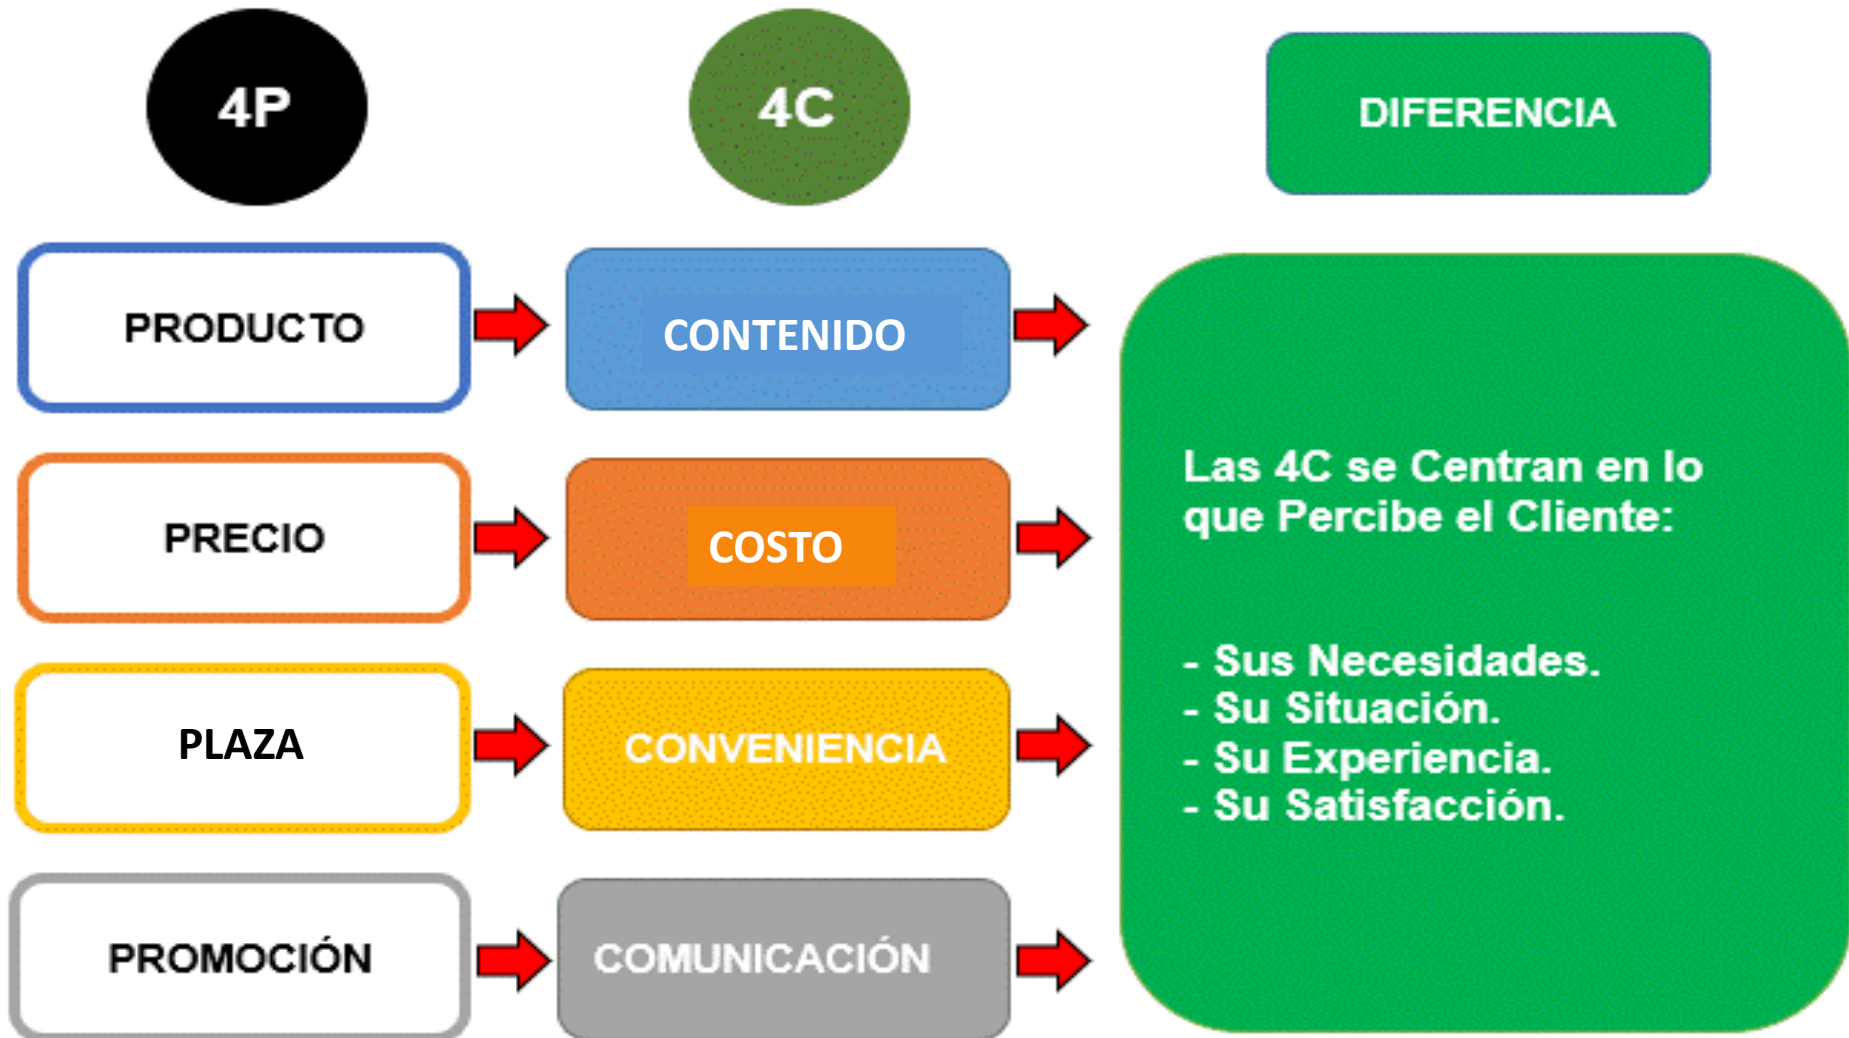 4P
4C
DIFERENCIA
PRODUCTO
CONTENIDO
PRECIO
COSTO
PLAZA
CONVENIENCIA
PROMOCIÓN
COMUNICACIÓN
Las 4C se Centran en lo
que Percibe el Cliente:
- Sus Necesidades.
- Su Situación.
- Su Experiencia.
- Su Satisfacción.